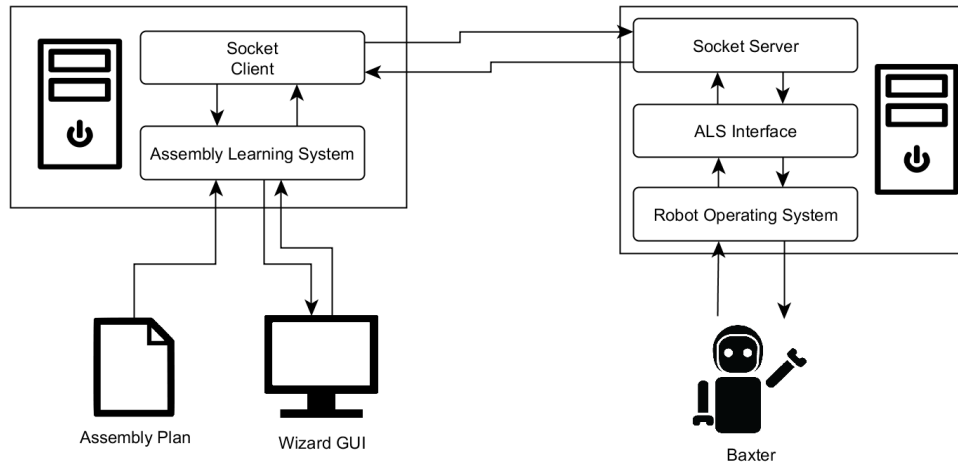 Socket
Client
Assembly Learning System
Socket Server
ALS Interface
Robot Operating System
Assembly Plan
Wizard GUI
Baxter